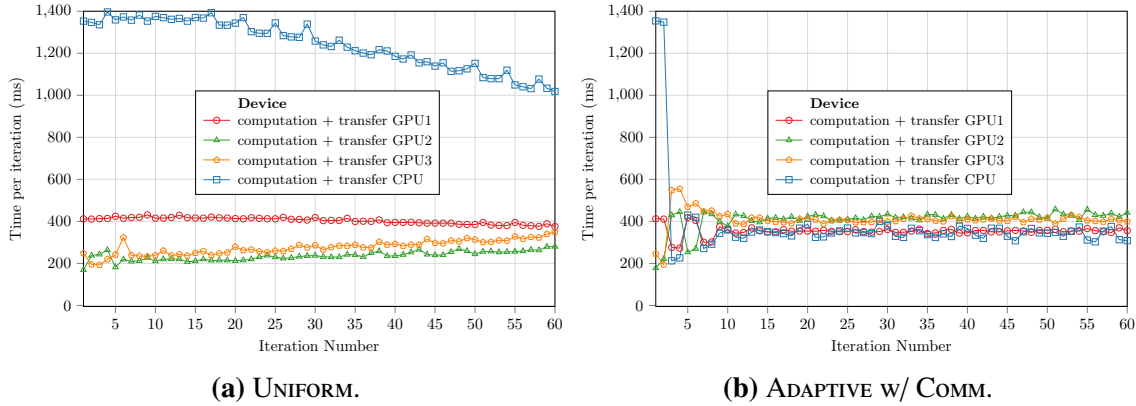 1,400
1,200
1,000
800
600
400
200
0
Time per iteration (ms)
5 10 15 20 25 30 35 40 45 50 55 60
Iteration Number
Device
computation + transfer GPU1
computation + transfer GPU2
computation + transfer GPU3
computation + transfer CPU
(a) UNIFORM.
1,400
1,200
1,000
800
600
400
200
0
Time per iteration (ms)
5 10 15 20 25 30 35 40 45 50 55 60
Iteration Number
Device
computation + transfer GPU1
computation + transfer GPU2
computation + transfer GPU3
computation + transfer CPU
(b) ADAPTIVE W/ COMM.